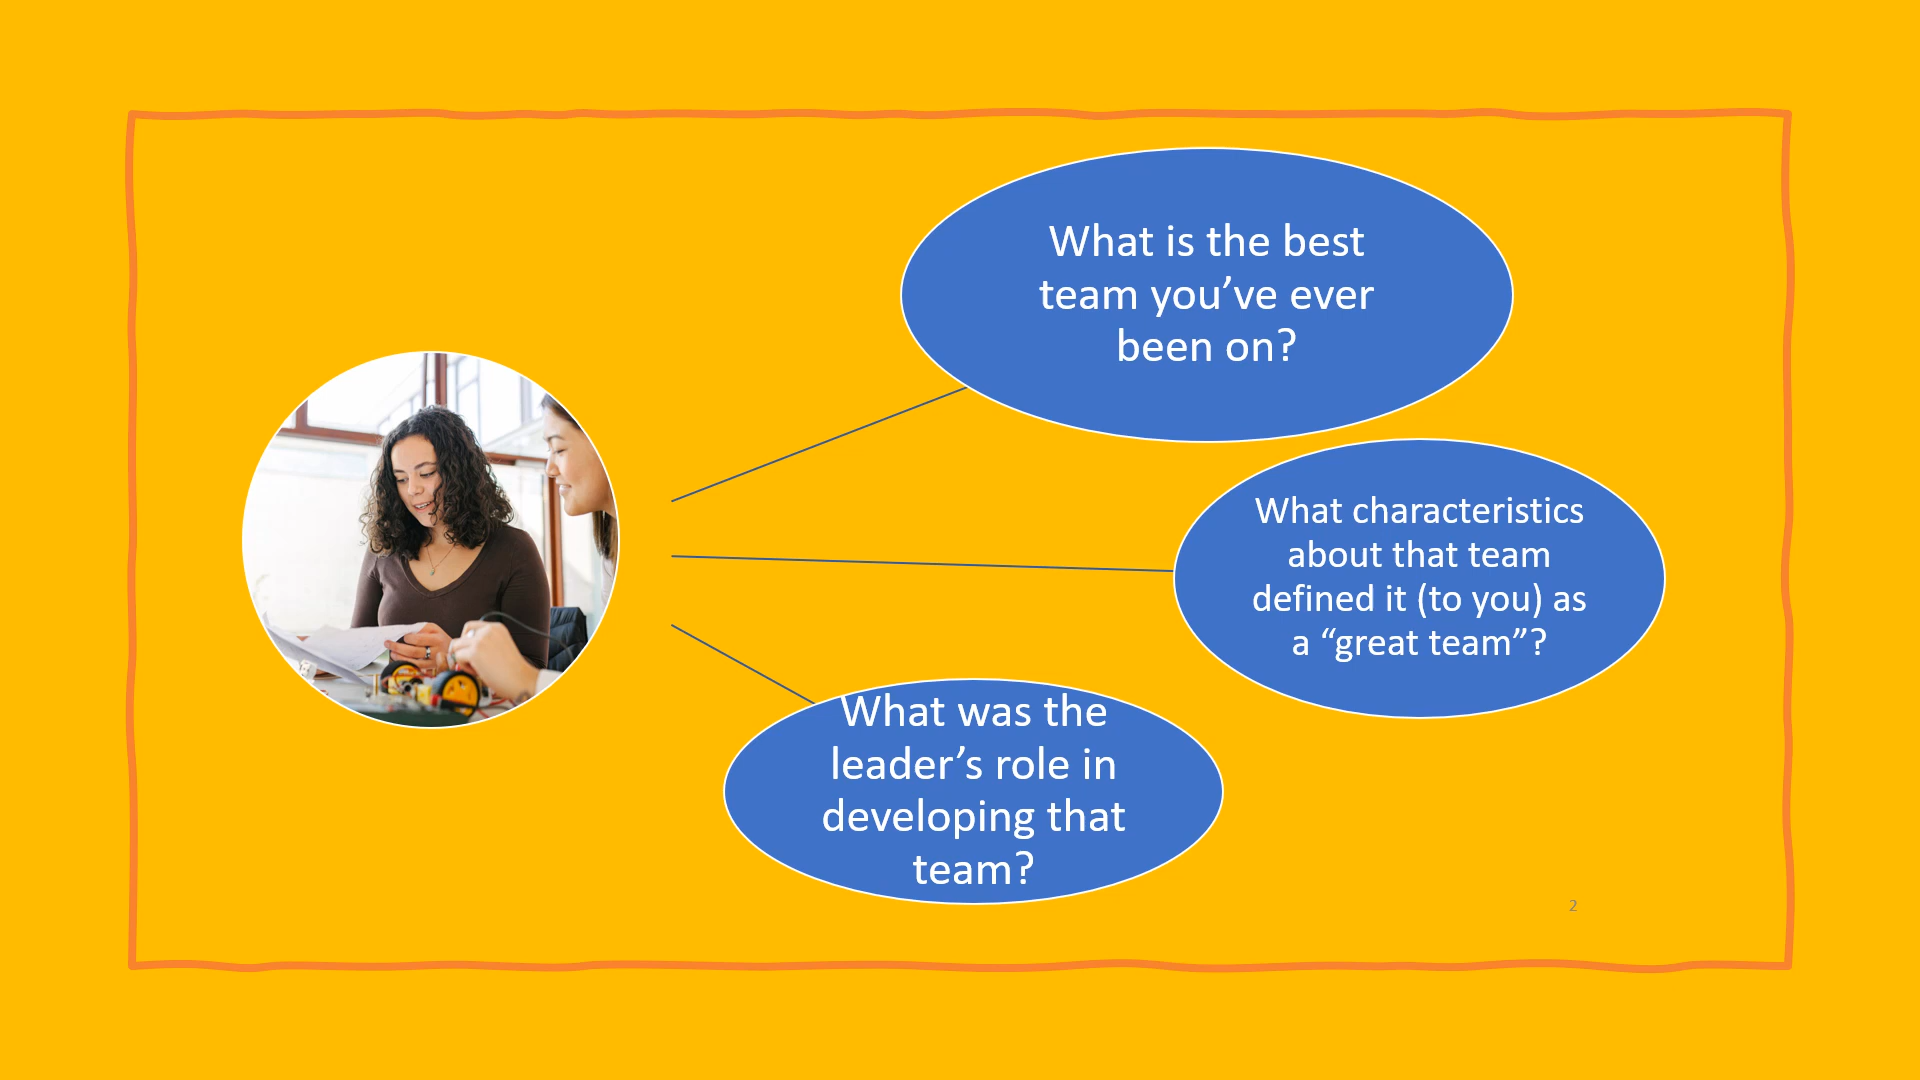 What is the best
team you’ve ever
been on?
What characteristics
about that team
defined it (to you) as
a “great team”?
What was the
leader’s role in
developing that
team?
2